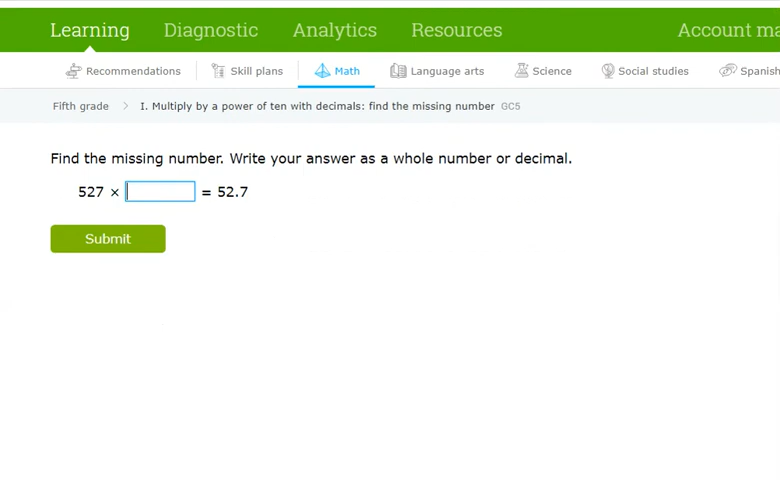 Learning Diagnostic Analytics Resources Account ma
Recommendations Skill plans Math Language arts Science Social studies Spanish
Fifth grade > I. Multiply by a power of ten with decimals: find the missing number GC5
Find the missing number. Write your answer as a whole number or decimal.
527 × = 52.7
Submit